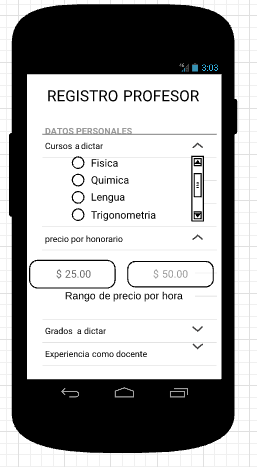 3:03
REGISTRO PROFESOR
DATOS PERSONALES
Cursos a dictar
Fisica
Quimica
Lengua
Trigonometria
precio por honorario
$ 25.00 $ 50.00
Rango de precio por hora
Grados a dictar
Experiencia como docente